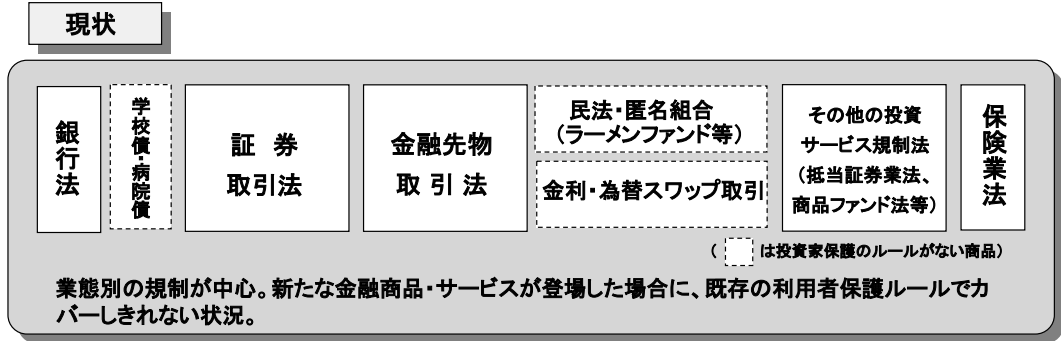 現状
銀行法
学校債・病院債
証 券
取引法
金融先物
取 引 法
民法・匿名組合
（ラーメンファンド等）
金利・為替スワップ取引
その他の投資
サービス規制法
（抵当証券業法、
商品ファンド法等）
保険業法
（ は投資家保護のルールがない商品）
業態別の規制が中心。新たな金融商品・サービスが登場した場合に、既存の利用者保護ルールでカ
バーしきれない状況。